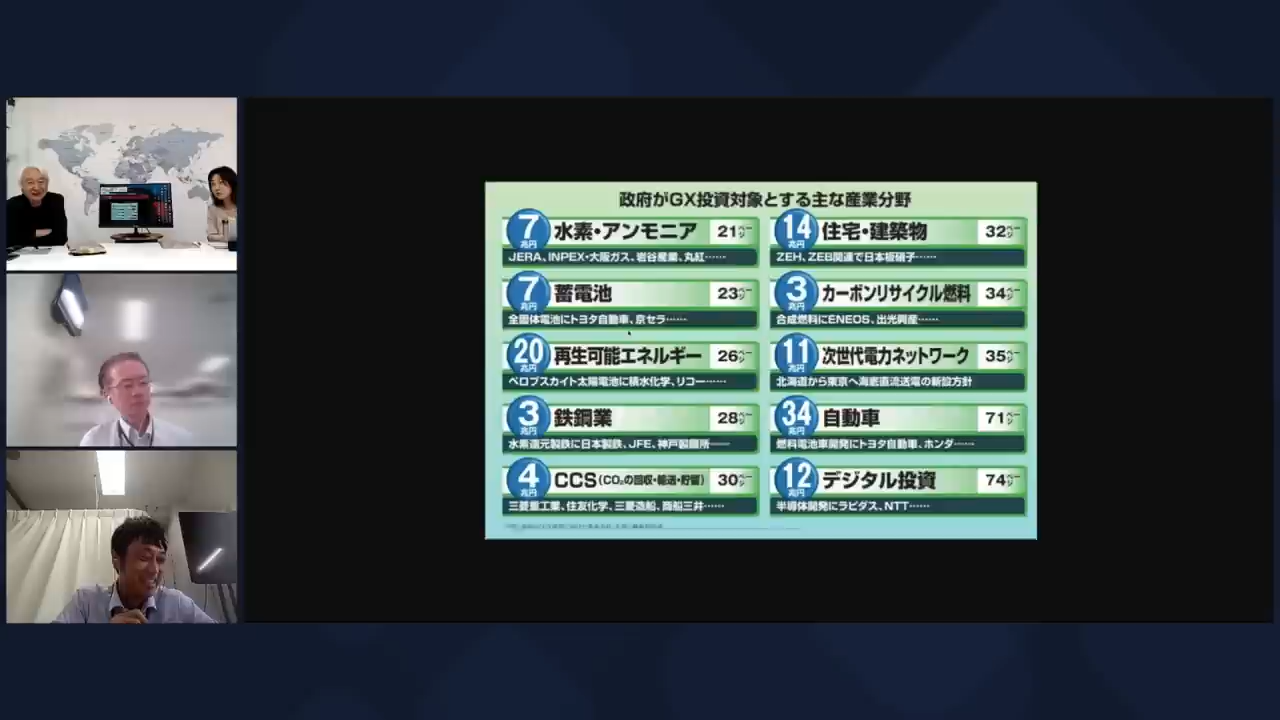 政府がGX投資対象とする主な産業分野
7兆円 水素・アンモニア 21ページ
JERA、INPEX・大阪ガス、岩谷産業、丸紅……
7兆円 蓄電池 23ページ
全固体電池にトヨタ自動車、京セラ……
20兆円 再生可能エネルギー 26ページ
ペロブスカイト太陽電池に積水化学、リコー……
3兆円 鉄鋼業 28ページ
水素還元製鉄に日本製鉄、JFE、神戸製鋼所……
4兆円 CCS(CO₂の回収・輸送・貯留) 30ページ
三菱重工業、住友化学、三菱造船、商船三井……
14兆円 住宅・建築物 32ページ
ZEH、ZEB関連で日本板硝子……
3兆円 カーボンリサイクル燃料 34ページ
合成燃料にENEOS、出光興産……
11兆円 次世代電力ネットワーク 35ページ
北海道から東京へ海底直流送電の新設方針
34兆円 自動車 71ページ
燃料電池車開発にトヨタ自動車、ホンダ……
12兆円 デジタル投資 74ページ
半導体開発にラピダス、NTT……